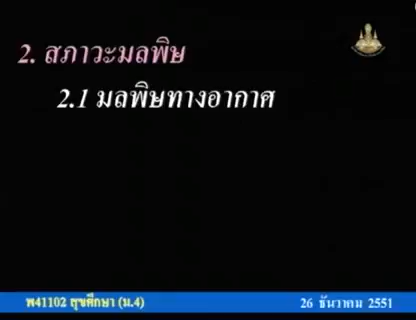 2. สภาวะมลพิษ
2.1 มลพิษทางอากาศ
พ41102 สุขศึกษา (ม.4)
26 ธันวาคม 2551